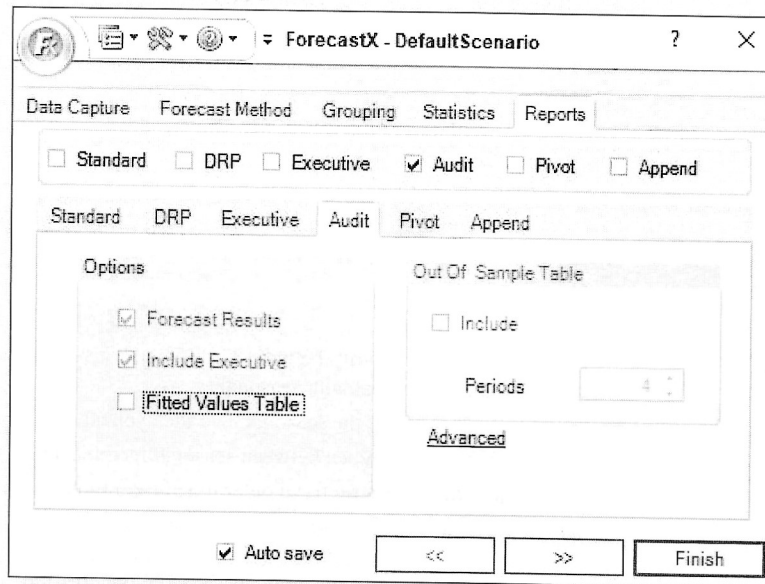 Fx ForecastX - DefaultScenario ?
Data Capture Forecast Method Grouping Statistics Reports
Standard DRP Executive Audit Pivot Append
Standard DRP Executive Audit Pivot Append
Options Out Of Sample Table
Forecast Results Include
Include Executive
Fitted Values Table Periods 4
Advanced
Auto save << >> Finish